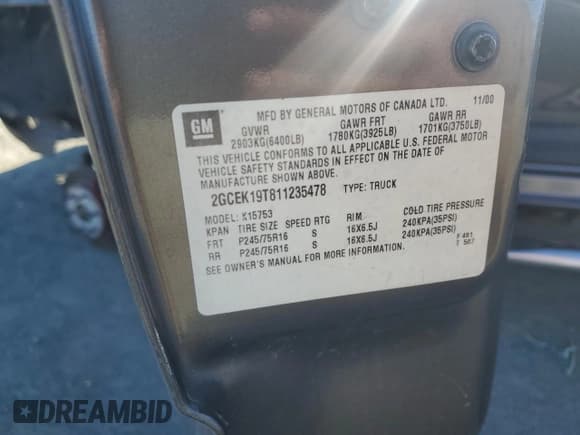 GM
MFD BY GENERAL MOTORS OF CANADA LTD. 11/00
GVWR GAWR FRT GAWR RR
2903KG(6400LB) 1780KG(3925LB) 1701KG(3750LB)
THIS VEHICLE CONFORMS TO ALL APPLICABLE U.S. FEDERAL MOTOR
VEHICLE SAFETY STANDARDS IN EFFECT ON THE DATE OF
MANUFACTURE SHOWN ABOVE.
2GCEK19T811235478 TYPE: TRUCK
MODEL: K15753
KPAN TIRE SIZE SPEED RTG RIM COLD TIRE PRESSURE
FRT P245/75R16 S 16X6.5J 240KPA(35PSI)
RR P245/75R16 S 16X6.5J 240KPA(35PSI)
SEE OWNER'S MANUAL FOR MORE INFORMATION.
F 481
T 567
DREAMBID